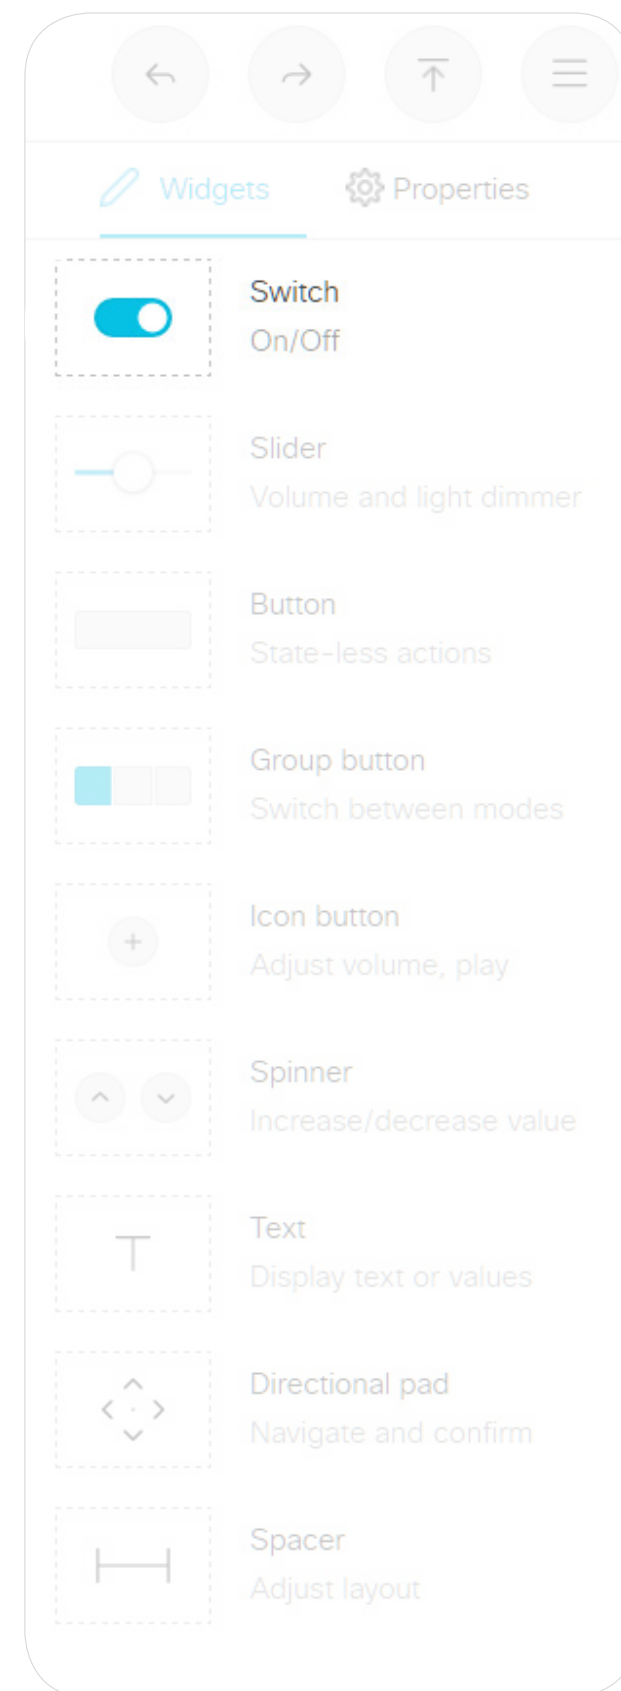 Widgets Properties
Switch
On/Off
Slider
Volume and light dimmer
Button
State-less actions
Group button
Switch between modes
Icon button
Adjust volume, play
Spinner
Increase/decrease value
Text
Display text or values
Directional pad
Navigate and confirm
Spacer
Adjust layout